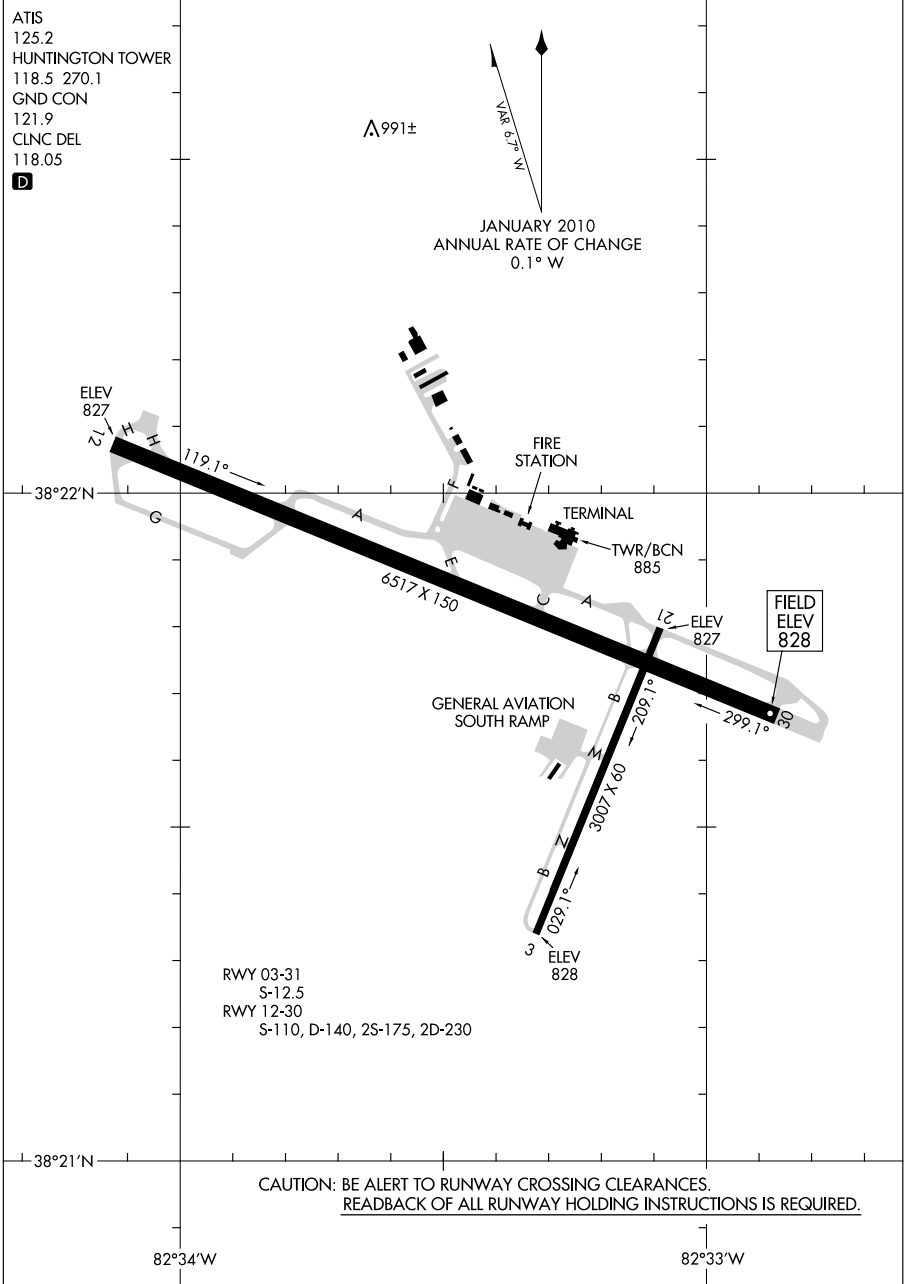 ATIS
125.2
HUNTINGTON TOWER
118.5 270.1
GND CON
121.9
CLNC DEL
118.05
D
991±
VAR 6.7° W
JANUARY 2010
ANNUAL RATE OF CHANGE
0.1° W
ELEV
827
12
H
H
119.1°
FIRE
STATION
F
38°22'N
TERMINAL
G
A
TWR/BCN
885
E
6517 X 150
C
A
21
ELEV
827
FIELD
ELEV
828
B
209.1°
GENERAL AVIATION
SOUTH RAMP
299.1°
30
M
3007 X 60
N
B
029.1°
3
ELEV
828
RWY 03-31
S-12.5
RWY 12-30
S-110, D-140, 2S-175, 2D-230
38°21'N
CAUTION: BE ALERT TO RUNWAY CROSSING CLEARANCES.
READBACK OF ALL RUNWAY HOLDING INSTRUCTIONS IS REQUIRED.
82°34'W
82°33'W